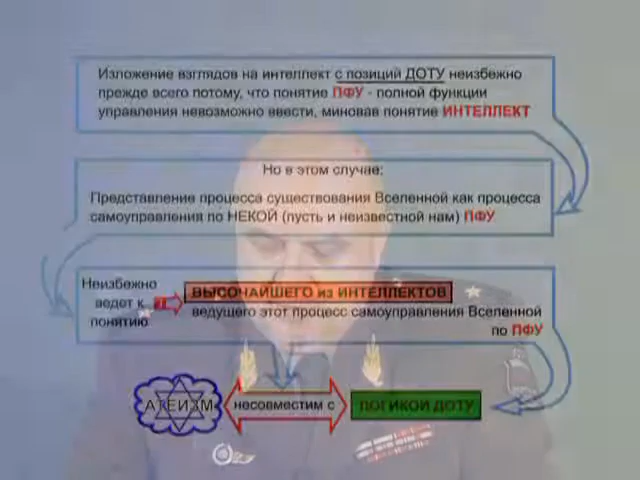 Изложение взглядов на интеллект с позиций ДОТУ неизбежно
прежде всего потому, что понятие ПФУ - полной функции
управления невозможно ввести, миновав понятие ИНТЕЛЛЕКТ
Но в этом случае:
Представление процесса существования Вселенной как процесса
самоуправления по НЕКОЙ (пусть и неизвестной нам) ПФУ
Неизбежно
ведет к
понятию
ВЫСОЧАЙШЕГО из ИНТЕЛЛЕКТОВ
ведущего этот процесс самоуправления Вселенной
по ПФУ
АТЕИЗМ
несовместим с
ЛОГИКОЙ ДОТУ